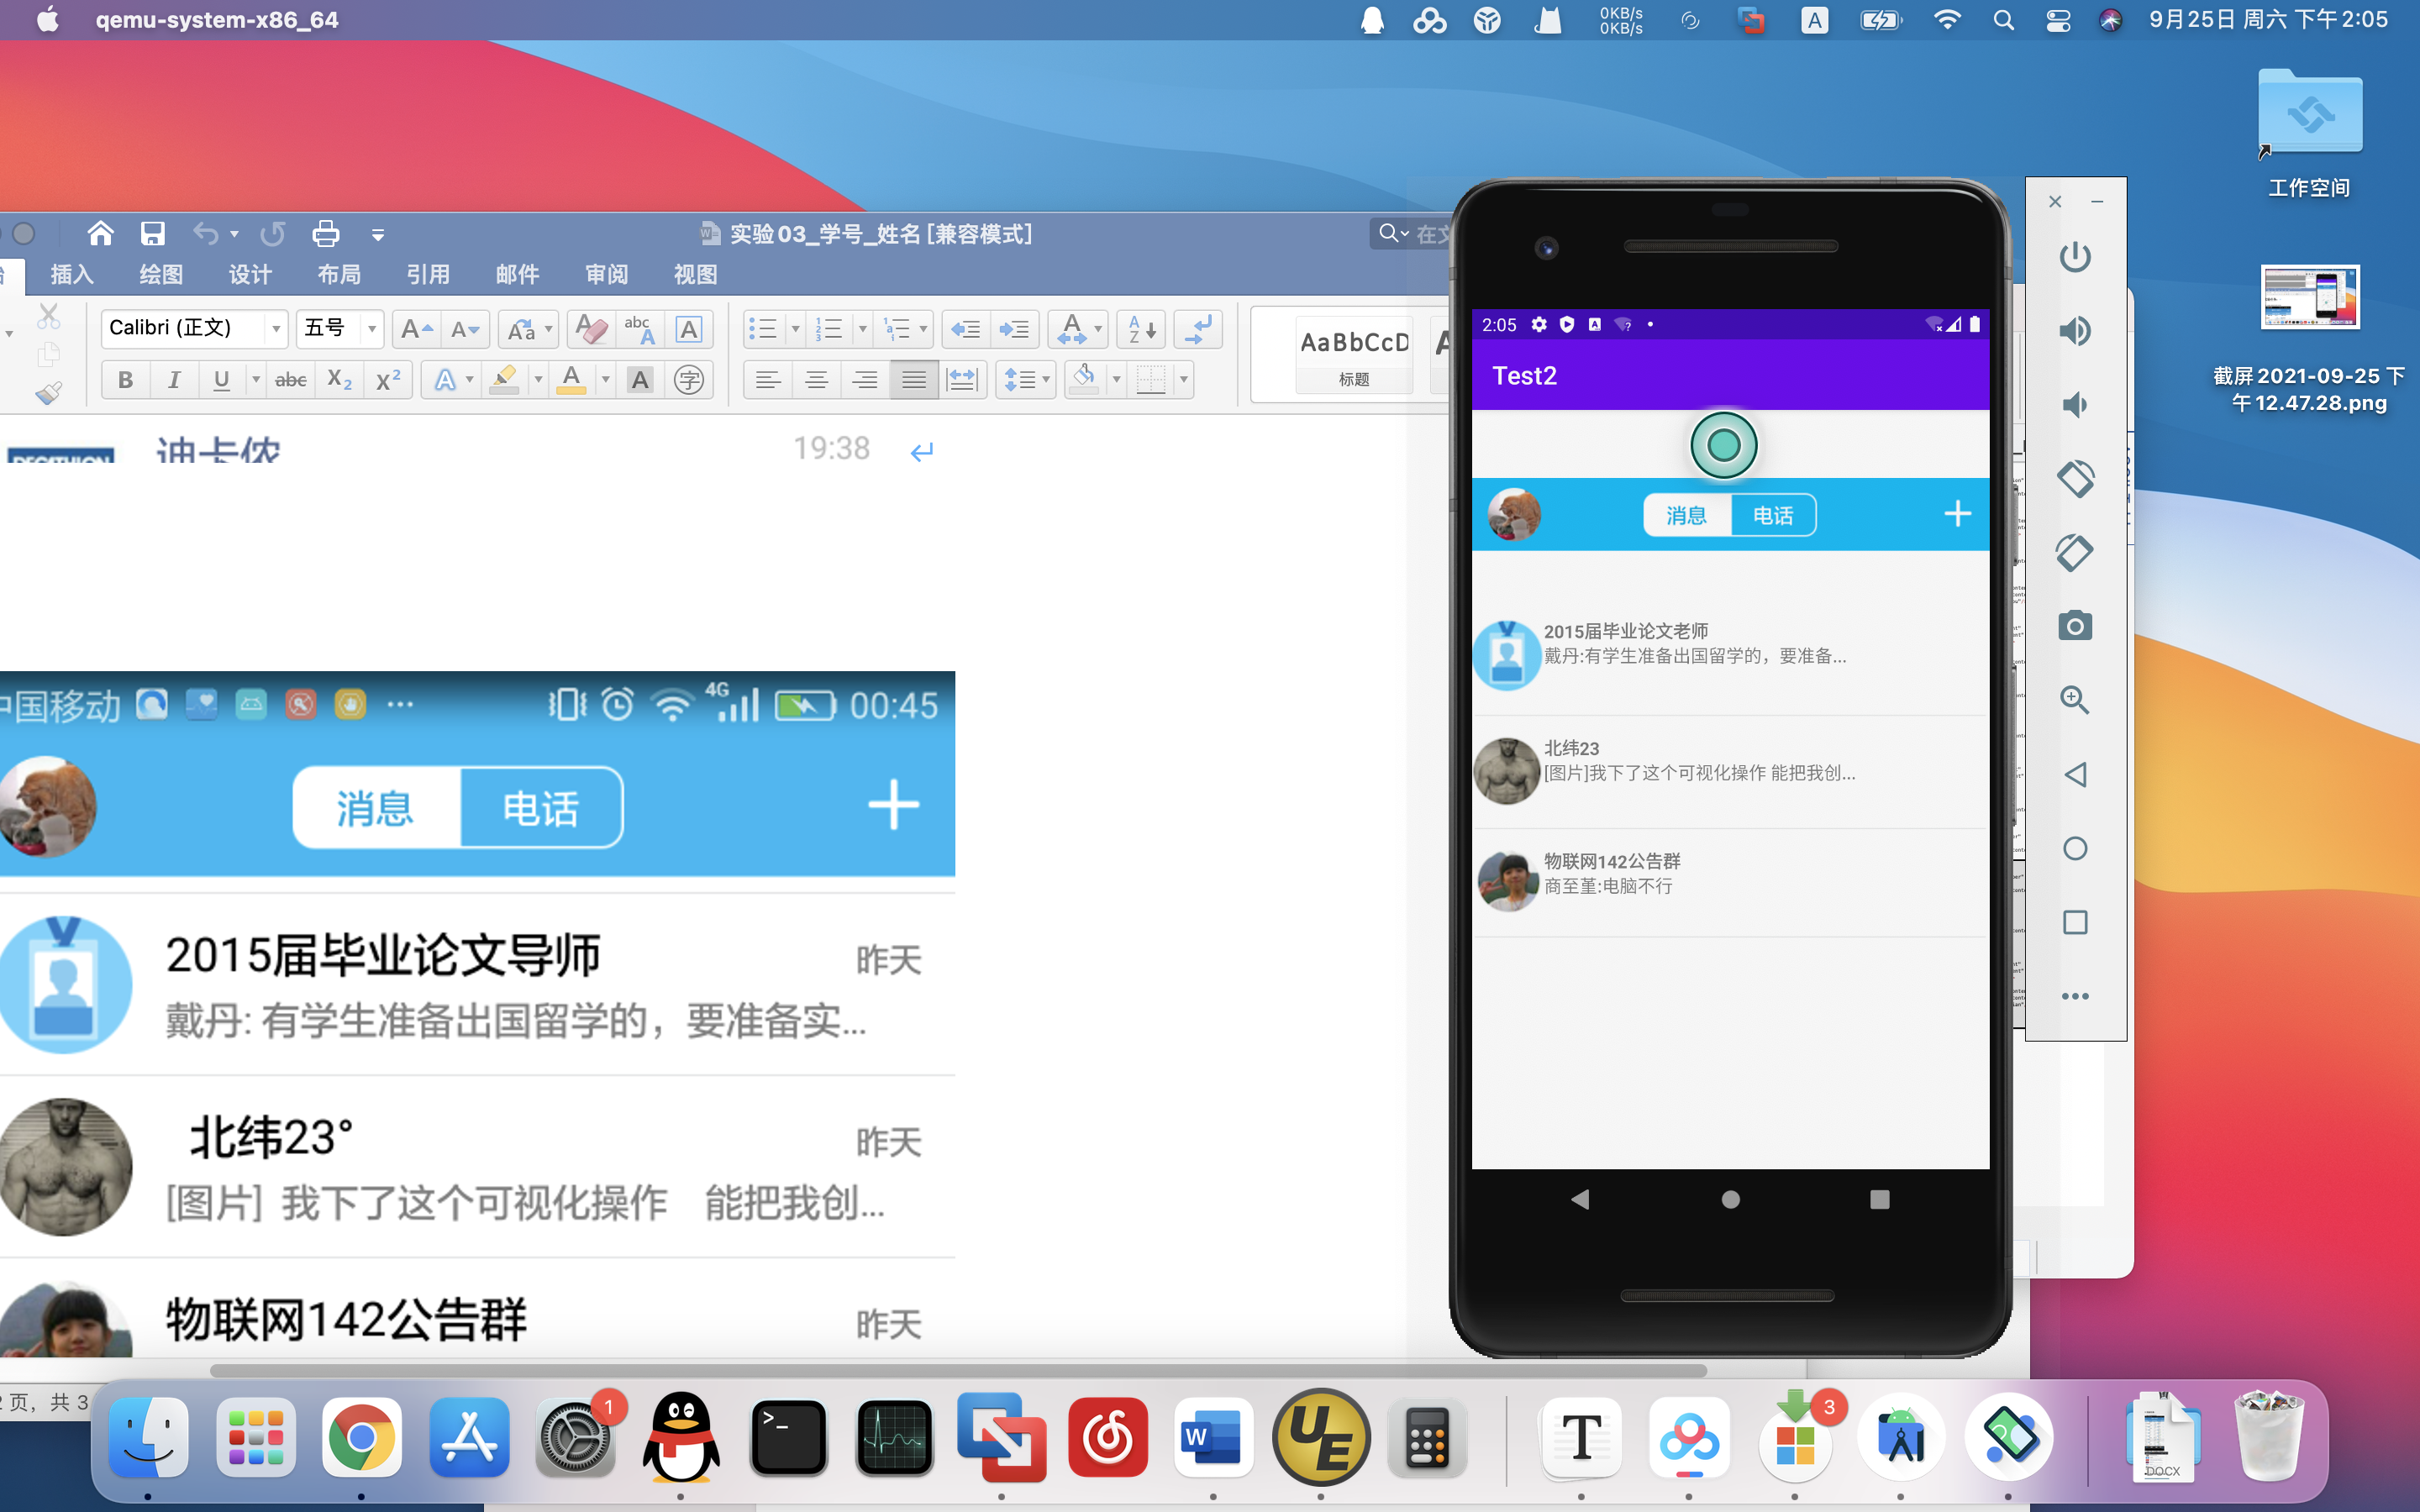 qemu-system-x86_64
0KB/s
0KB/s
A
9月25日 周六 下午2:05
工作空间
截屏2021-09-25 下
午12.47.28.png
实验03_学号_姓名 [兼容模式]
插入 绘图 设计 布局 引用 邮件 审阅 视图
Calibri (正文)
五号
AaBbCcD
标题
迪卡侬
19:38
中国移动
4G
00:45
消息 电话
2015届毕业论文导师
昨天
戴丹: 有学生准备出国留学的，要准备实...
北纬23°
昨天
[图片] 我下了这个可视化操作 能把我创...
物联网142公告群
昨天
2:05
Test2
消息 电话
2015届毕业论文老师
戴丹:有学生准备出国留学的，要准备...
北纬23
[图片]我下了这个可视化操作 能把我创...
物联网142公告群
商至堇:电脑不行
页，共 3
1
3
W
UE
T
DOCX